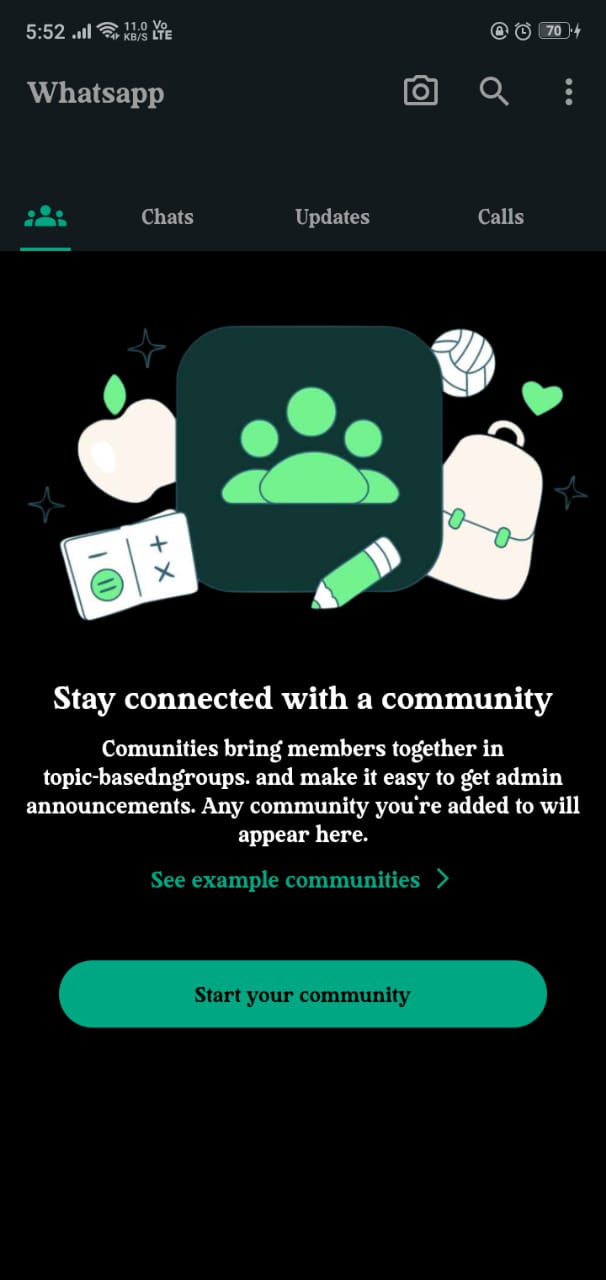 5:52 11.0 KB/S Vo LTE 70
Whatsapp
Chats Updates Calls
Stay connected with a community
Comunities bring members together in
topic-basedngroups. and make it easy to get admin
announcements. Any community you're added to will
appear here.
See example communities
Start your community